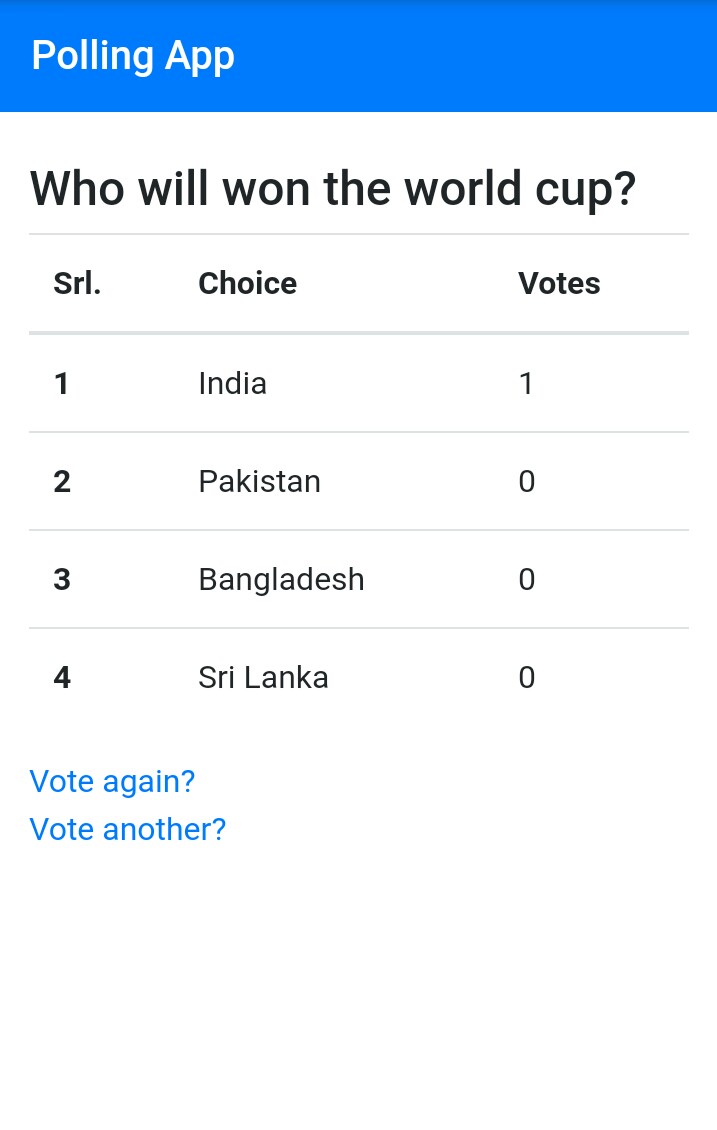 Polling App
Who will won the world cup?
Srl. Choice Votes
1 India 1
2 Pakistan 0
3 Bangladesh 0
4 Sri Lanka 0
Vote again?
Vote another?